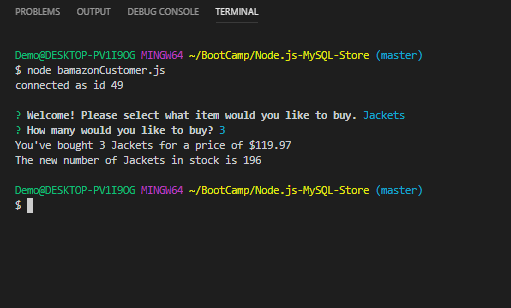 PROBLEMS OUTPUT DEBUG CONSOLE TERMINAL
Demo@DESKTOP-PV1I9OG MINGW64 ~/BootCamp/Node.js-MySQL-Store (master)
$ node bamazonCustomer.js
connected as id 49
? Welcome! Please select what item would you like to buy. Jackets
? How many would you like to buy? 3
You've bought 3 Jackets for a price of $119.97
The new number of Jackets in stock is 196
Demo@DESKTOP-PV1I9OG MINGW64 ~/BootCamp/Node.js-MySQL-Store (master)
$